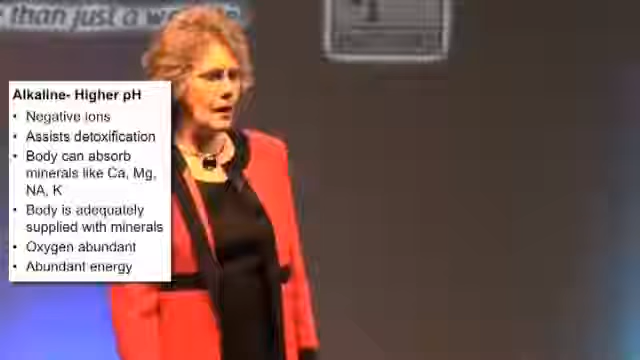 than just a w
Alkaline- Higher pH
• Negative Ions
• Assists detoxification
• Body can absorb
minerals like Ca, Mg,
NA, K
• Body is adequately
supplied with minerals
• Oxygen abundant
• Abundant energy